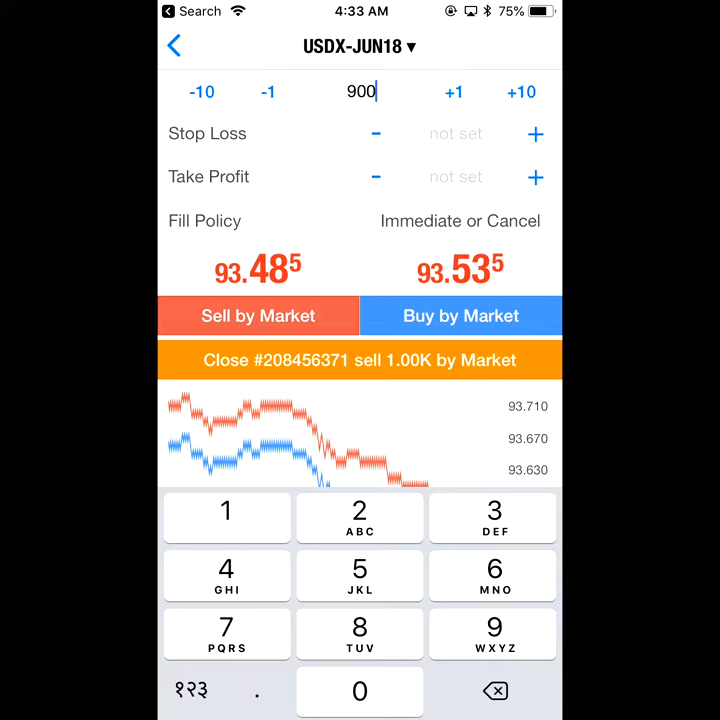 Search 4:33 AM 75%
USDX-JUN18 ▾
-10 -1 900 +1 +10
Stop Loss - not set +
Take Profit - not set +
Fill Policy Immediate or Cancel
93.485 93.535
Sell by Market Buy by Market
Close #208456371 sell 1.00K by Market
93.710
93.670
93.630
1 2 3
ABC DEF
4 5 6
GHI JKL MNO
7 8 9
PQRS TUV WXYZ
१२३ . 0